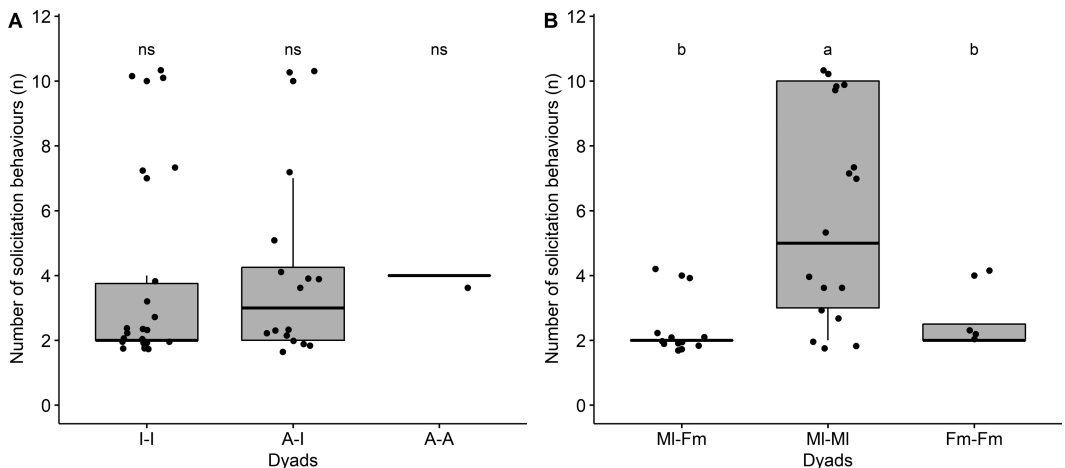 A
Number of solicitation behaviours (n)
12
10
8
6
4
2
0
ns ns ns
I-I A-I A-A
Dyads
B
Number of solicitation behaviours (n)
12
10
8
6
4
2
0
b a b
Ml-Fm Ml-Ml Fm-Fm
Dyads